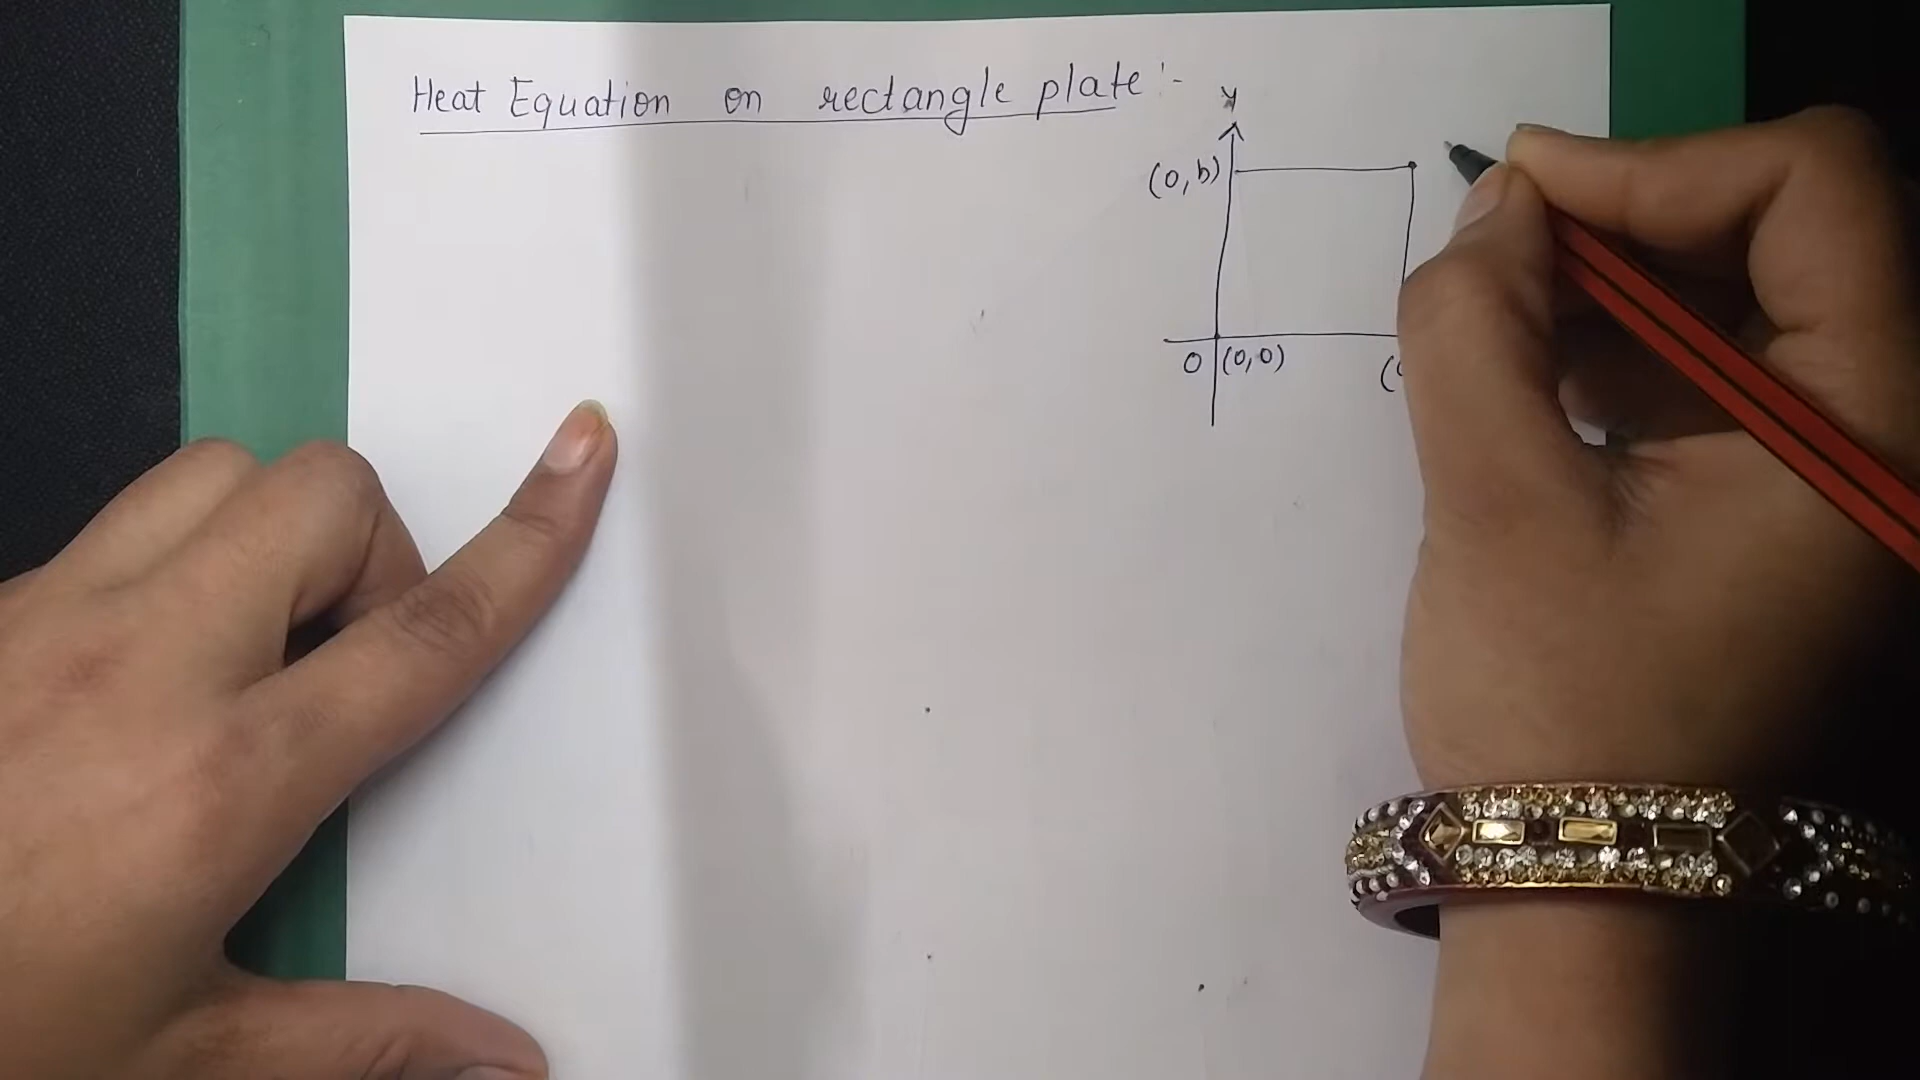 Heat Equation on rectangle plate :-
y
(0,b)
0 (0,0)